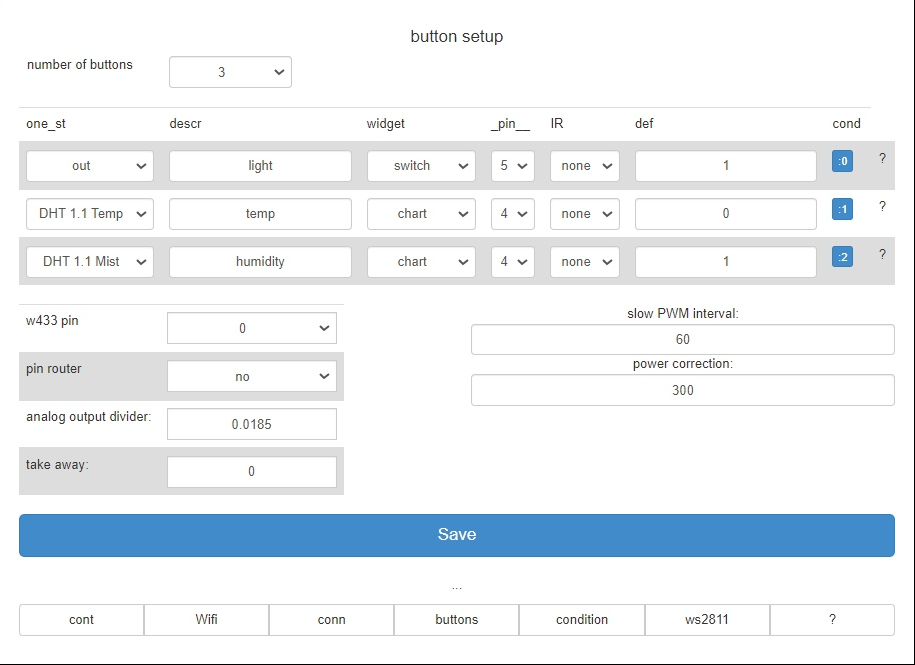 button setup
number of buttons 3
one_st descr widget _pin__ IR def cond
out light switch 5 none 1 :0 ?
DHT 1.1 Temp temp chart 4 none 0 :1 ?
DHT 1.1 Mist humidity chart 4 none 1 :2 ?
w433 pin 0
pin router no
analog output divider: 0.0185
take away: 0
slow PWM interval:
60
power correction:
300
Save
...
cont Wifi conn buttons condition ws2811 ?